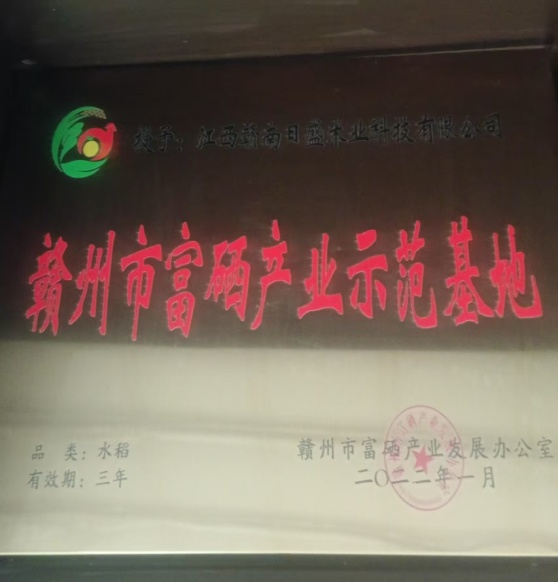 授予：江西赣南日盛米业科技有限公司
赣州市富硒产业示范基地
品 类：水稻
有效期：三年
赣州市富硒产业发展办公室
二〇二二年一月